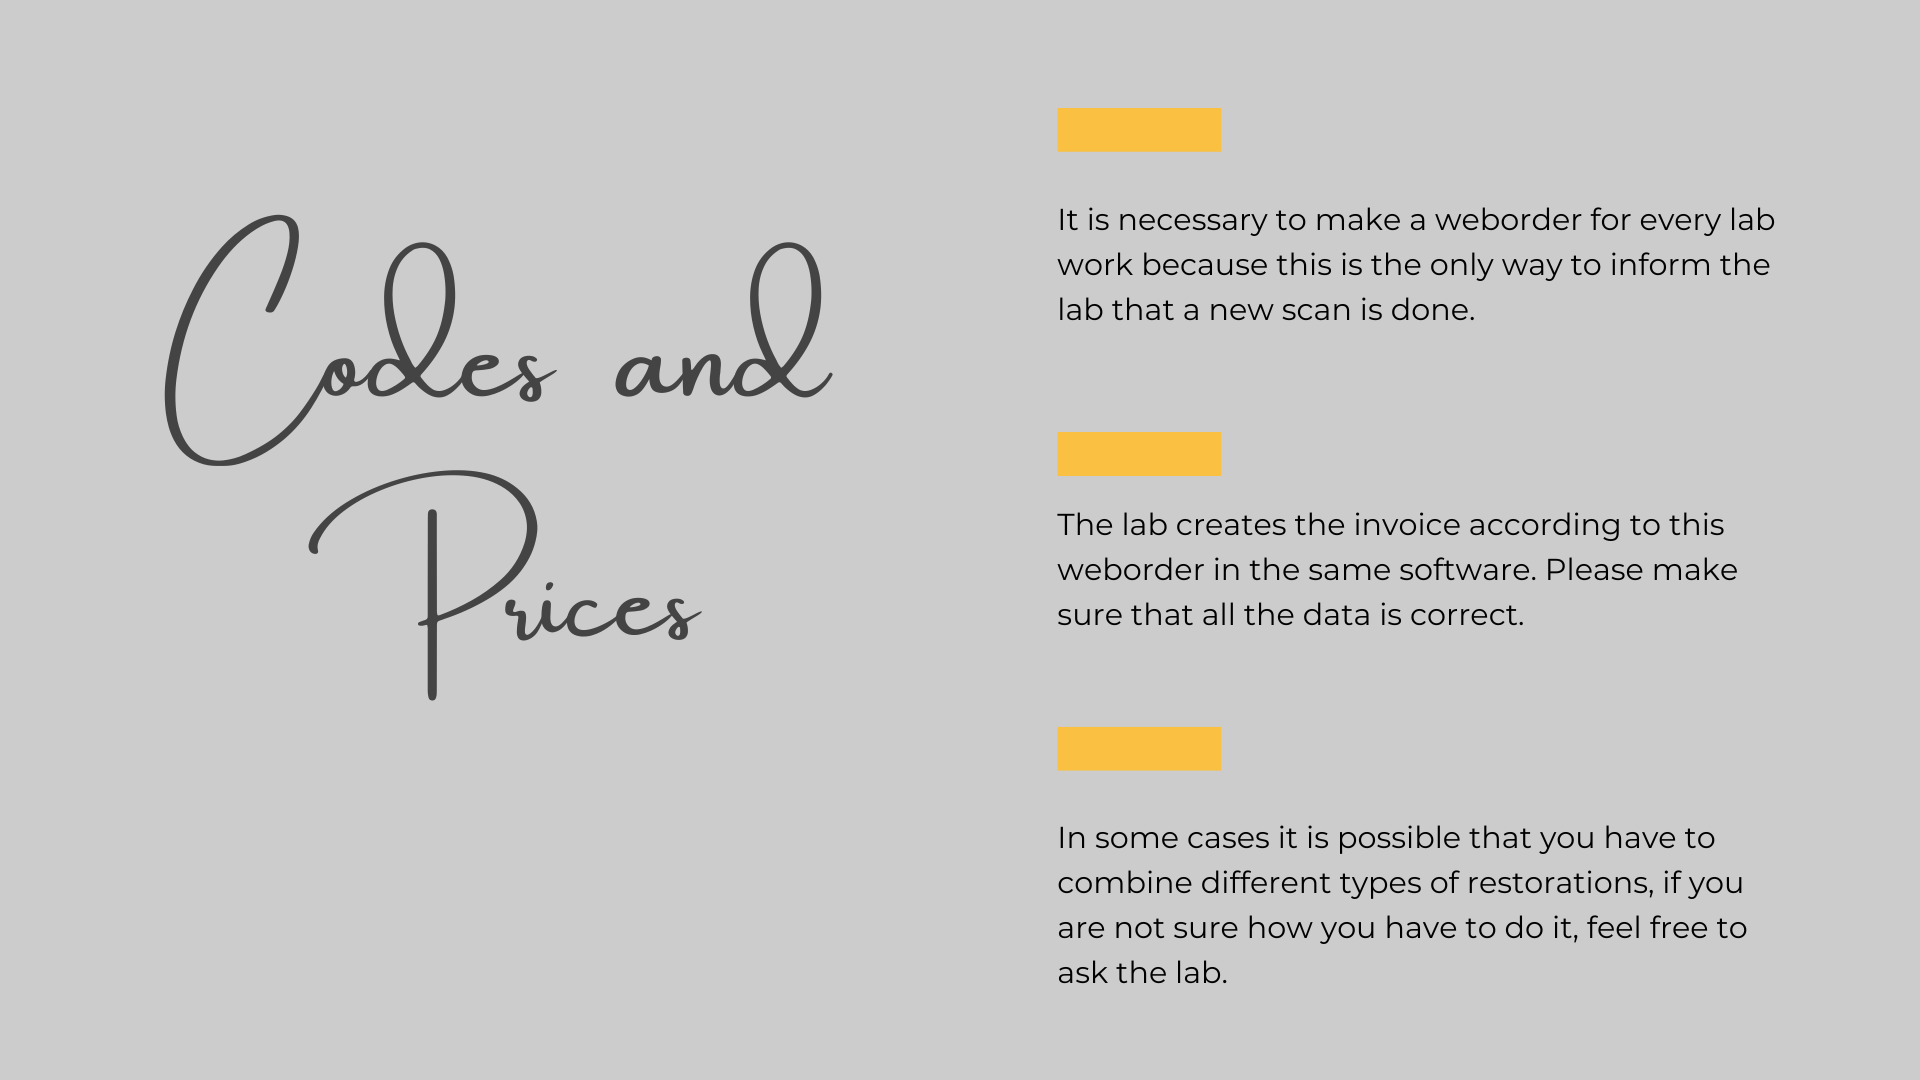 Codes and
Prices
It is necessary to make a weborder for every lab
work because this is the only way to inform the
lab that a new scan is done.
The lab creates the invoice according to this
weborder in the same software. Please make
sure that all the data is correct.
In some cases it is possible that you have to
combine different types of restorations, if you
are not sure how you have to do it, feel free to
ask the lab.